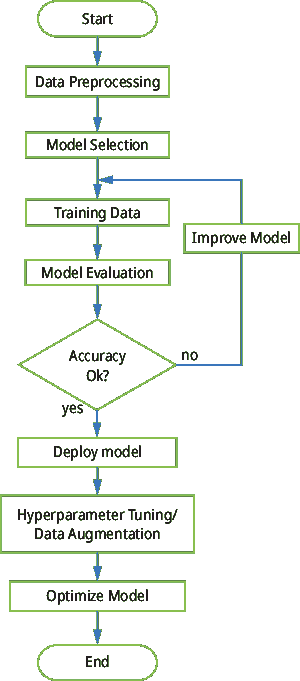 Start
Data Preprocessing
Model Selection
Training Data
Improve Model
Model Evaluation
Accuracy
Ok?
no
yes
Deploy model
Hyperparameter Tuning/
Data Augmentation
Optimize Model
End